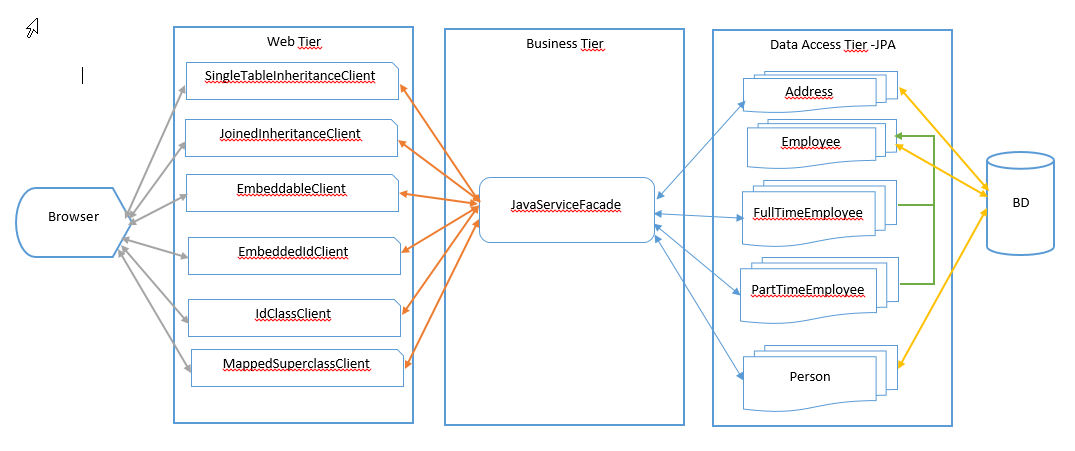 Web Tier
Business Tier
Data Access Tier -JPA
SingleTableInheritanceClient
JoinedInheritanceClient
EmbeddableClient
EmbeddedIdClient
IdClassClient
MappedSuperclassClient
Browser
JavaServiceFacade
Address
Employee
FullTimeEmployee
PartTimeEmployee
Person
BD